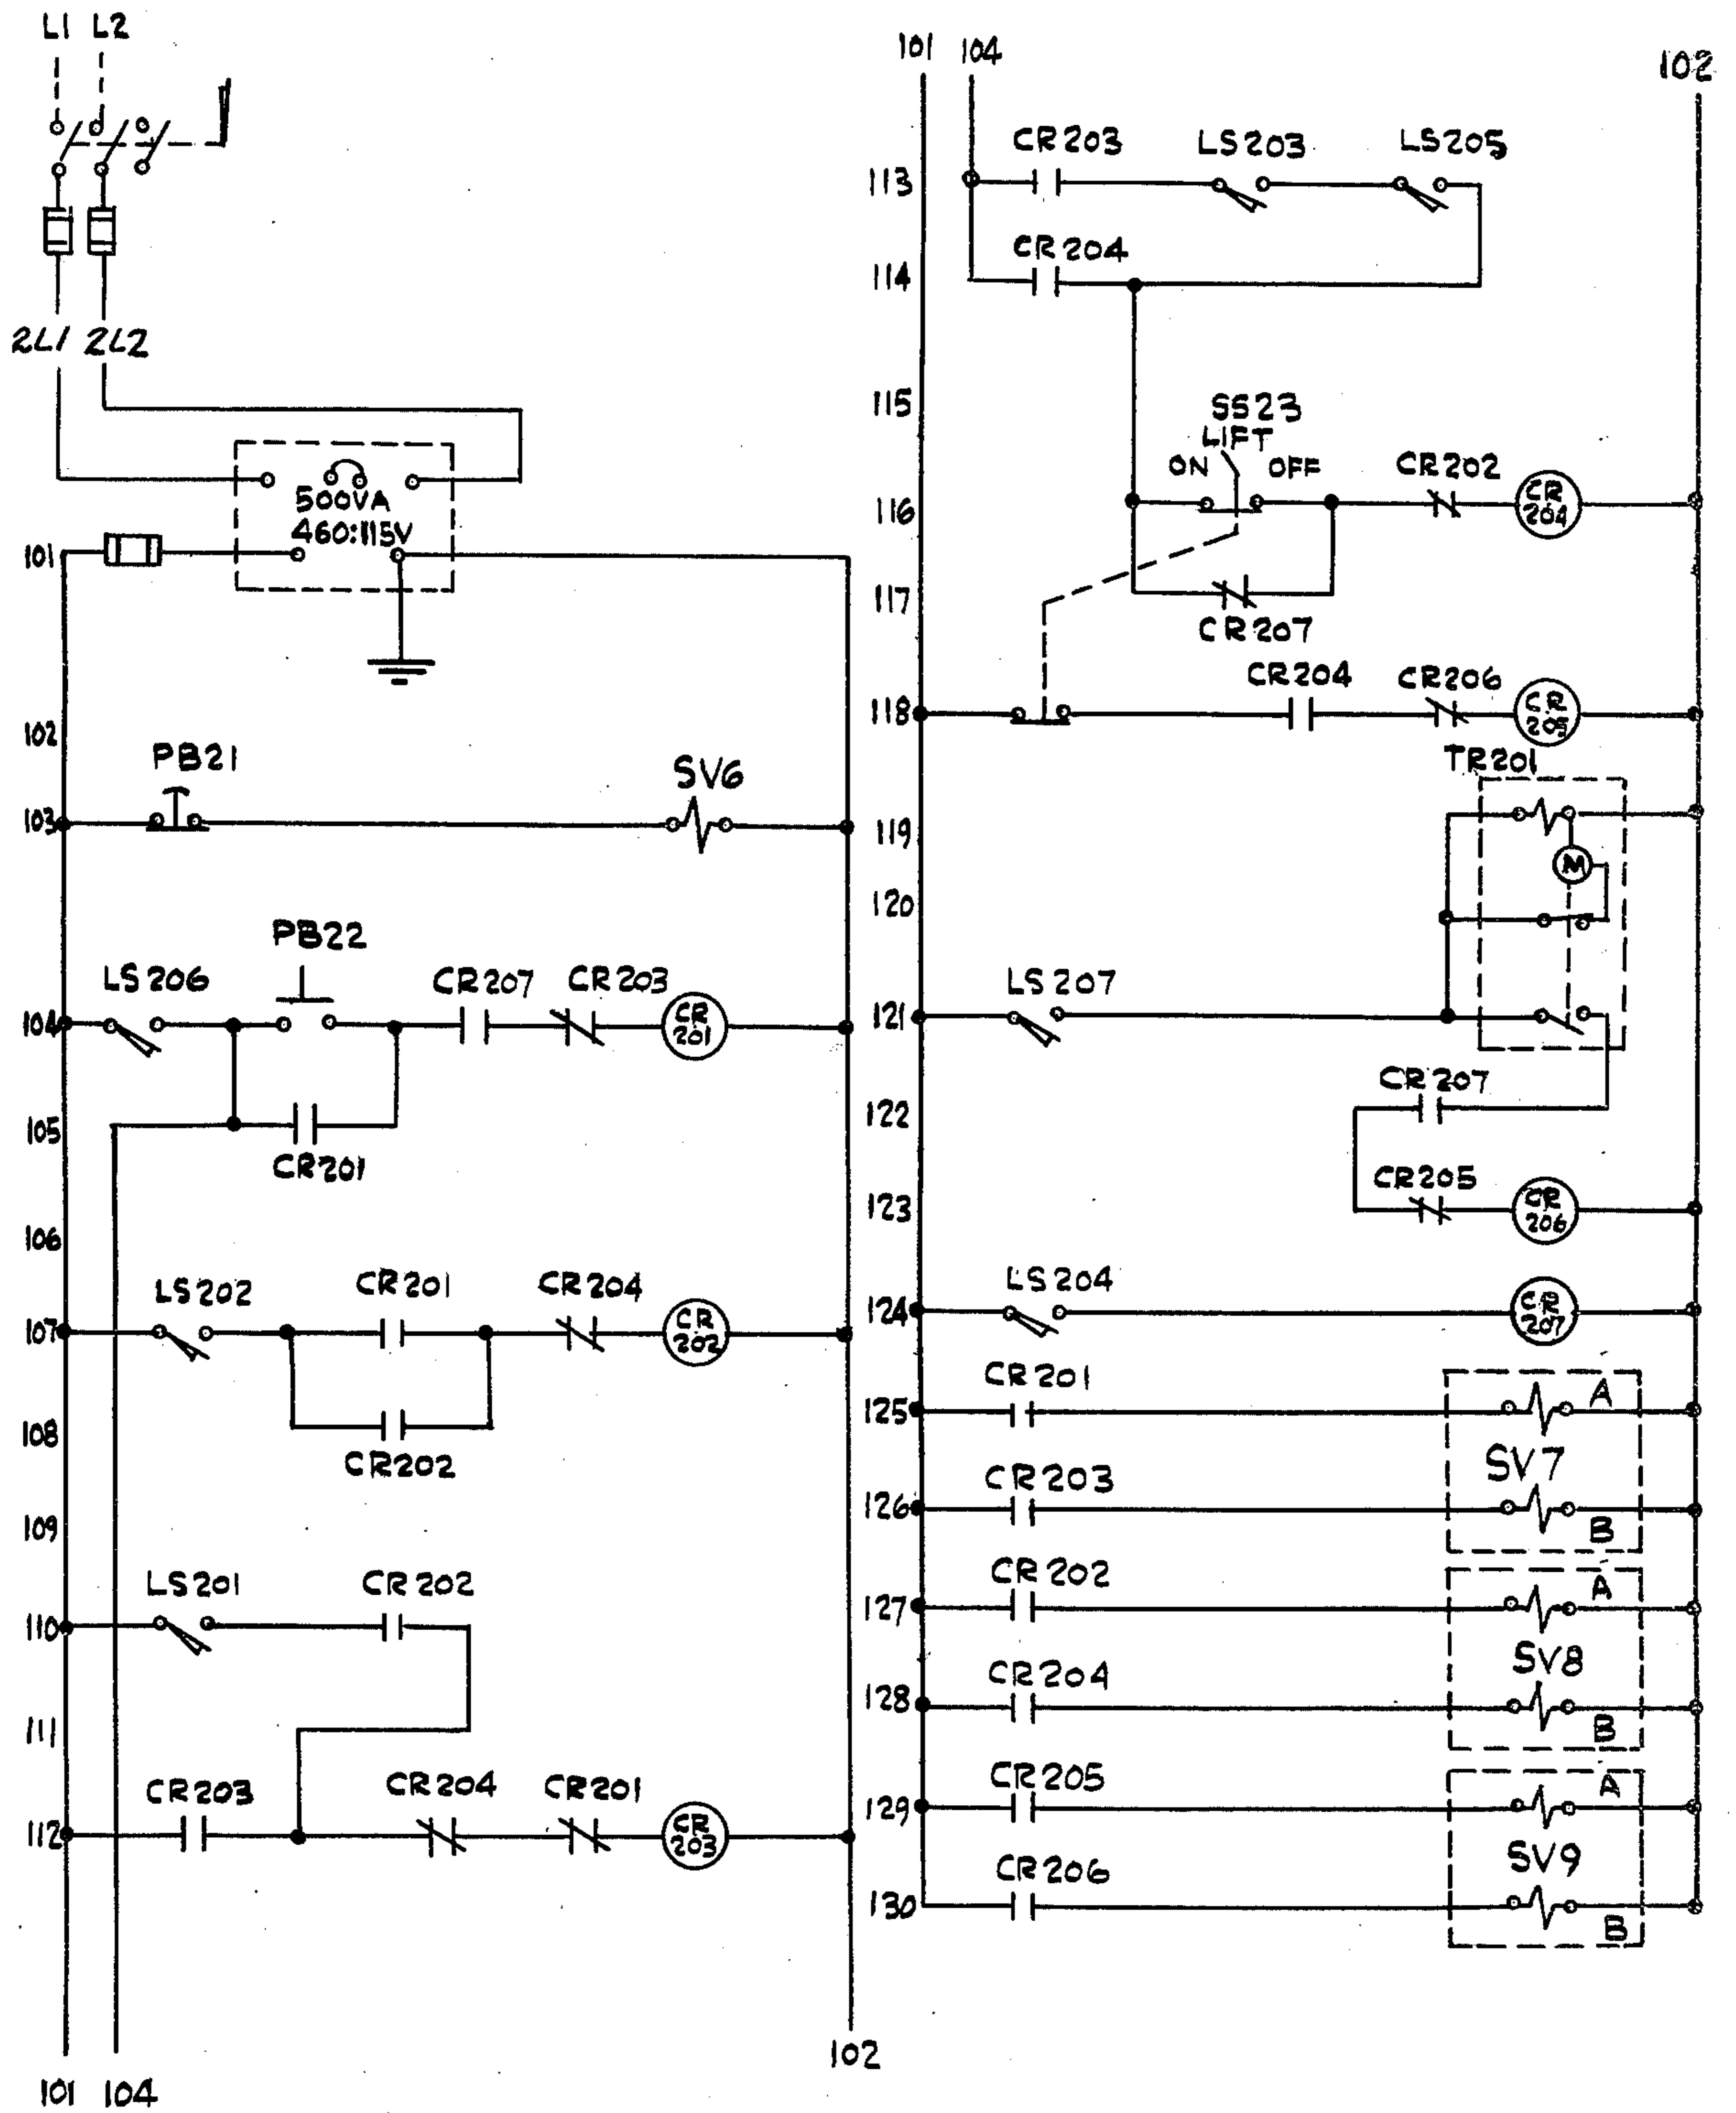 L1 L2
2L1 2L2
500VA
460:115V
101
102
PB21
SV6
103
PB22
LS206
CR207
CR203
104
CR
201
105
CR201
106
LS202
CR201
CR204
107
CR
202
108
CR202
109
LS201
CR202
110
111
CR203
CR204
CR201
112
CR
203
102
101 104
101 104
102
CR203
LS203
LS205
113
CR204
114
115
SS23
LIFT
ON OFF
CR202
116
CR
204
117
CR207
CR204
CR206
118
CR
205
TR201
119
M
120
LS207
121
CR207
122
CR205
123
CR
206
LS204
124
CR
207
CR201
A
125
SV7
CR203
126
B
CR202
A
127
SV8
CR204
128
B
CR205
A
129
SV9
CR206
130
B